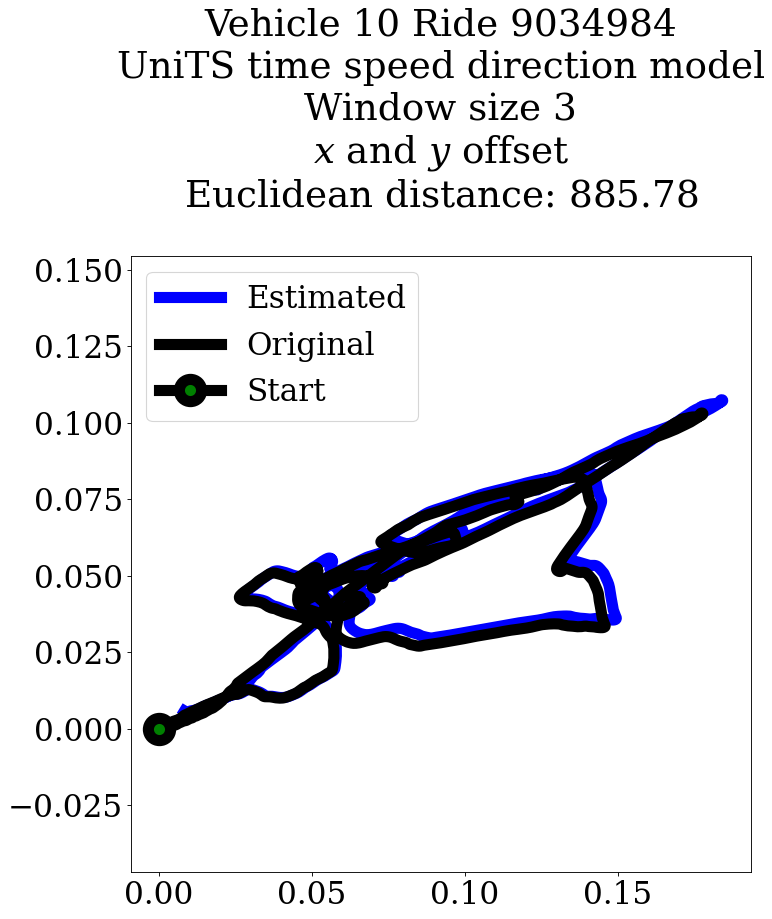 Vehicle 10 Ride 9034984
UniTS time speed direction model
Window size 3
x and y offset
Euclidean distance: 885.78
0.150
0.125
0.100
0.075
0.050
0.025
0.000
−0.025
Estimated
Original
Start
0.00 0.05 0.10 0.15